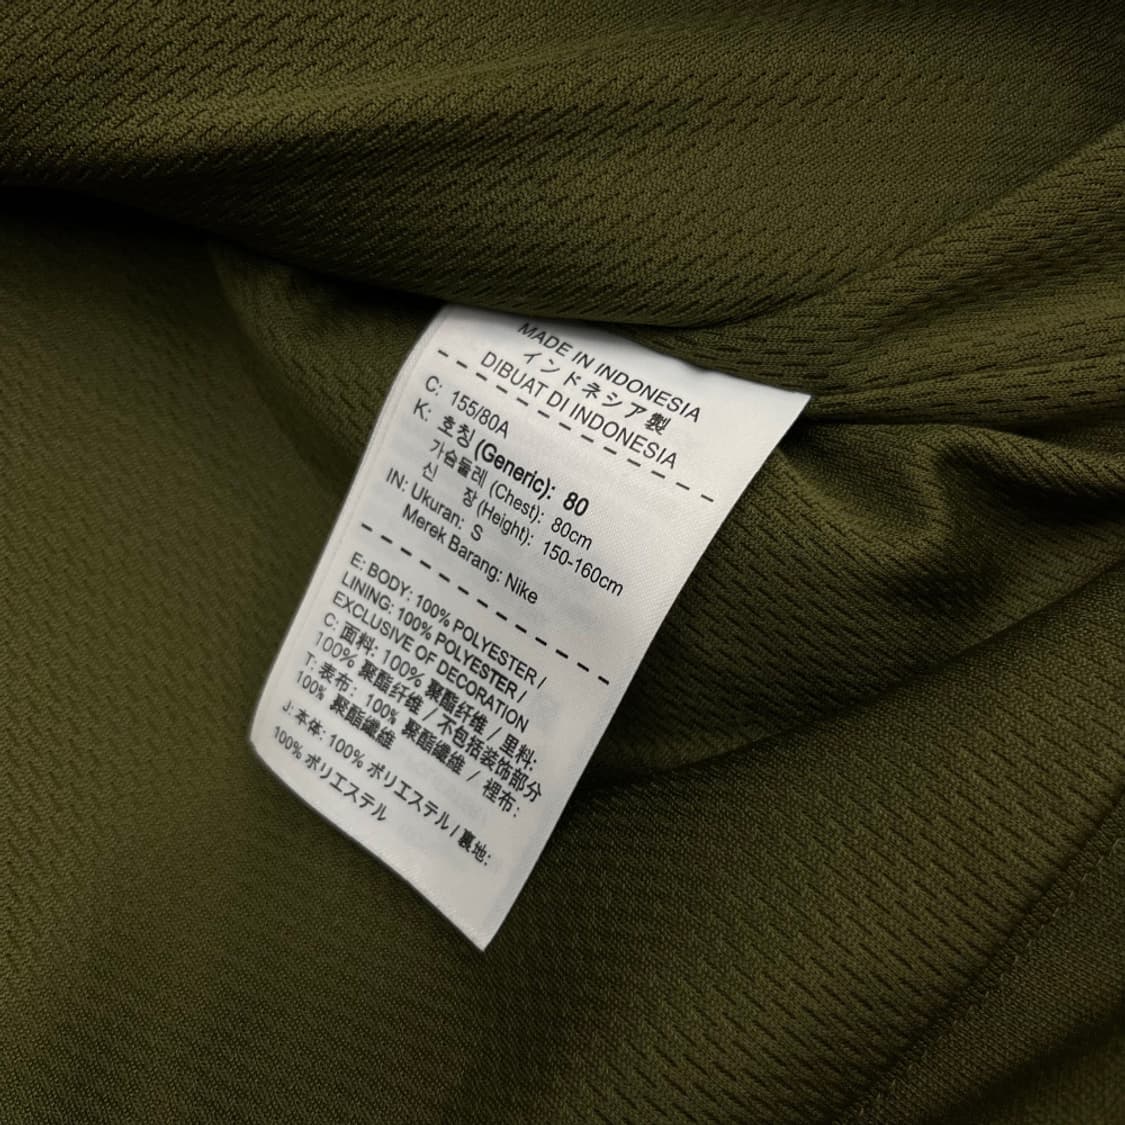 MADE IN INDONESIA
インドネシア製
DIBUAT DI INDONESIA
C: 155/80A
K: 호칭 (Generic): 80
가슴둘레 (Chest): 80cm
신 장 (Height): 150-160cm
IN: Ukuran: S
Merek Barang: Nike
E: BODY: 100% POLYESTER /
LINING: 100% POLYESTER /
EXCLUSIVE OF DECORATION
C: 面料: 100% 聚酯纤维 / 里料:
100% 聚酯纤维 / 不包括装饰部分
T: 表布: 100% 聚酯纖維 / 裡布:
100% 聚酯纖維
J: 本体: 100% ポリエステル / 裏地:
100% ポリエステル